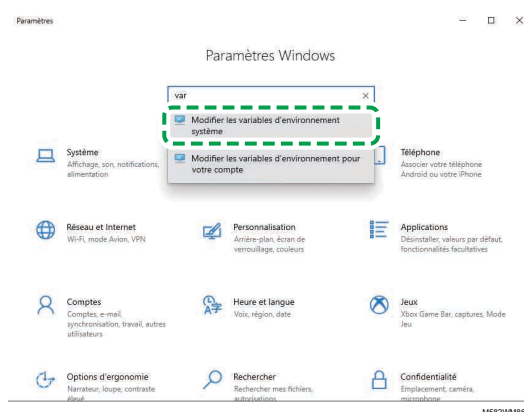 Paramètres
Paramètres Windows
var
Modifier les variables d'environnement
système
Modifier les variables d'environnement pour
votre compte
Système
Affichage, son, notifications,
alimentation
Téléphone
Associer votre téléphone
Android ou votre iPhone
Réseau et Internet
Wi-Fi, mode Avion, VPN
Personnalisation
Arrière-plan, écran de
verrouillage, couleurs
Applications
Désinstaller, valeurs par défaut,
fonctionnalités facultatives
Comptes
Comptes, e-mail,
synchronisation, travail, autres
utilisateurs
Heure et langue
Voix, région, date
Jeux
Xbox Game Bar, captures, Mode
Jeu
Options d'ergonomie
Narrateur, loupe, contraste
élevé
Rechercher
Rechercher mes fichiers,
autorisations
Confidentialité
Emplacement, caméra,
microphone